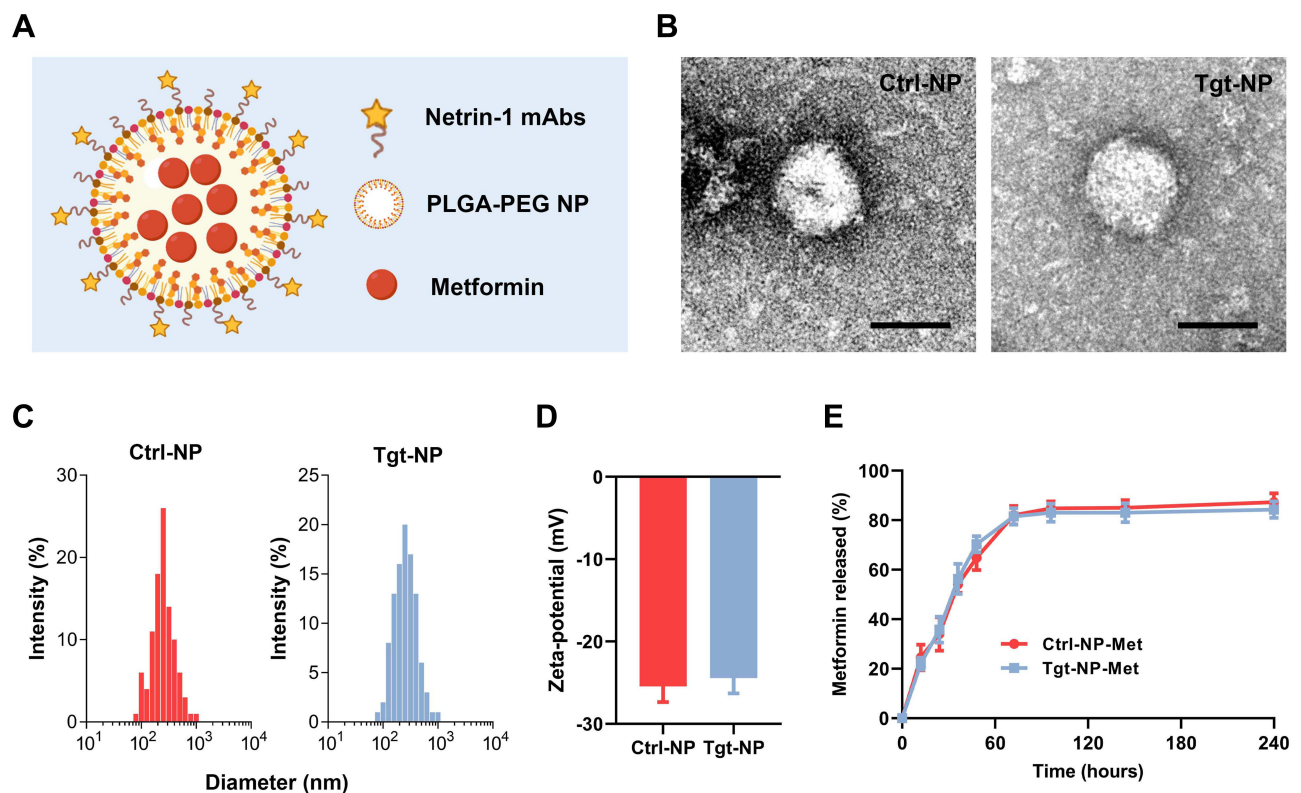 A
Netrin-1 mAbs
PLGA-PEG NP
Metformin
B
Ctrl-NP
Tgt-NP
C
Ctrl-NP
Intensity (%)
30
20
10
0
10¹ 10² 10³ 10⁴
Tgt-NP
Intensity (%)
25
20
15
10
5
0
10¹ 10² 10³ 10⁴
Diameter (nm)
D
Zeta-potential (mV)
0
-10
-20
-30
Ctrl-NP Tgt-NP
E
Metformin released (%)
100
80
60
40
20
0
Ctrl-NP-Met
Tgt-NP-Met
0 60 120 180 240
Time (hours)